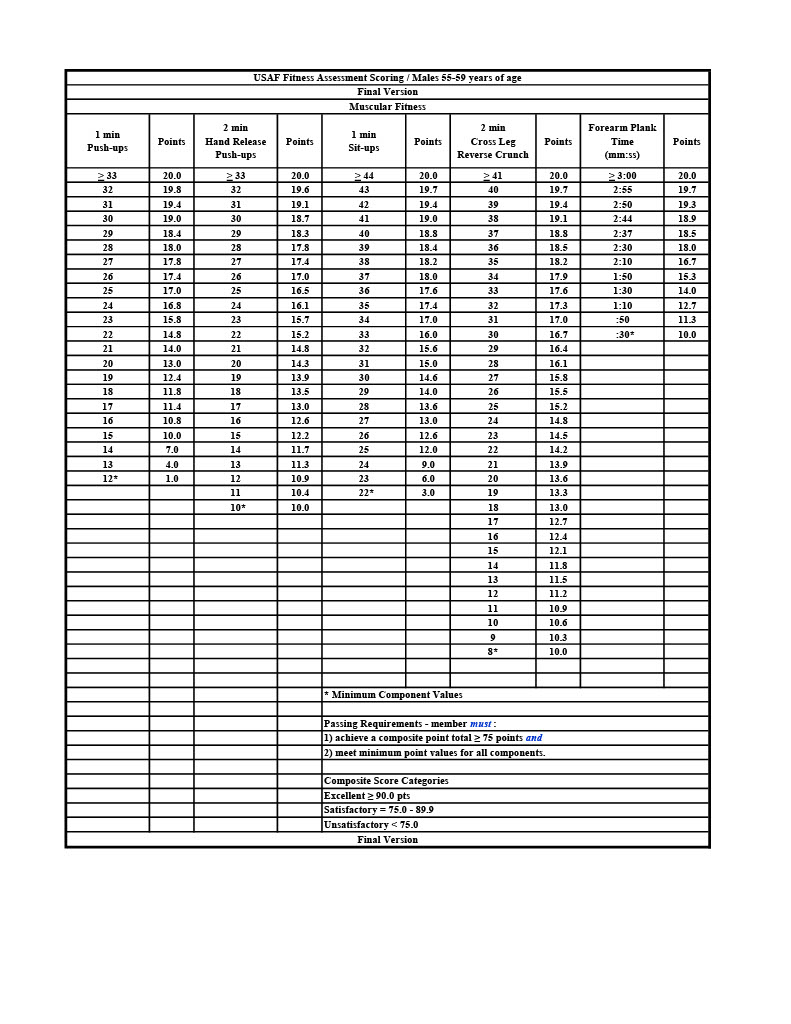 USAF Fitness Assessment Scoring / Males 55-59 years of age
Final Version
Muscular Fitness
1 min Push-ups Points 2 min Hand Release Push-ups Points 1 min Sit-ups Points 2 min Cross Leg Reverse Crunch Points Forearm Plank Time (mm:ss) Points
≥ 33 20.0 ≥ 33 20.0 ≥ 44 20.0 ≥ 41 20.0 ≥ 3:00 20.0
32 19.8 32 19.6 43 19.7 40 19.7 2:55 19.7
31 19.4 31 19.1 42 19.4 39 19.4 2:50 19.3
30 19.0 30 18.7 41 19.0 38 19.1 2:44 18.9
29 18.4 29 18.3 40 18.8 37 18.8 2:37 18.5
28 18.0 28 17.8 39 18.4 36 18.5 2:30 18.0
27 17.8 27 17.4 38 18.2 35 18.2 2:10 16.7
26 17.4 26 17.0 37 18.0 34 17.9 1:50 15.3
25 17.0 25 16.5 36 17.6 33 17.6 1:30 14.0
24 16.8 24 16.1 35 17.4 32 17.3 1:10 12.7
23 15.8 23 15.7 34 17.0 31 17.0 :50 11.3
22 14.8 22 15.2 33 16.0 30 16.7 :30* 10.0
21 14.0 21 14.8 32 15.6 29 16.4
20 13.0 20 14.3 31 15.0 28 16.1
19 12.4 19 13.9 30 14.6 27 15.8
18 11.8 18 13.5 29 14.0 26 15.5
17 11.4 17 13.0 28 13.6 25 15.2
16 10.8 16 12.6 27 13.0 24 14.8
15 10.0 15 12.2 26 12.6 23 14.5
14 7.0 14 11.7 25 12.0 22 14.2
13 4.0 13 11.3 24 9.0 21 13.9
12* 1.0 12 10.9 23 6.0 20 13.6
11 10.4 22* 3.0 19 13.3
10* 10.0 18 13.0
17 12.7
16 12.4
15 12.1
14 11.8
13 11.5
12 11.2
11 10.9
10 10.6
9 10.3
8* 10.0
* Minimum Component Values
Passing Requirements - member must :
1) achieve a composite point total ≥ 75 points and
2) meet minimum point values for all components.
Composite Score Categories
Excellent ≥ 90.0 pts
Satisfactory = 75.0 - 89.9
Unsatisfactory < 75.0
Final Version